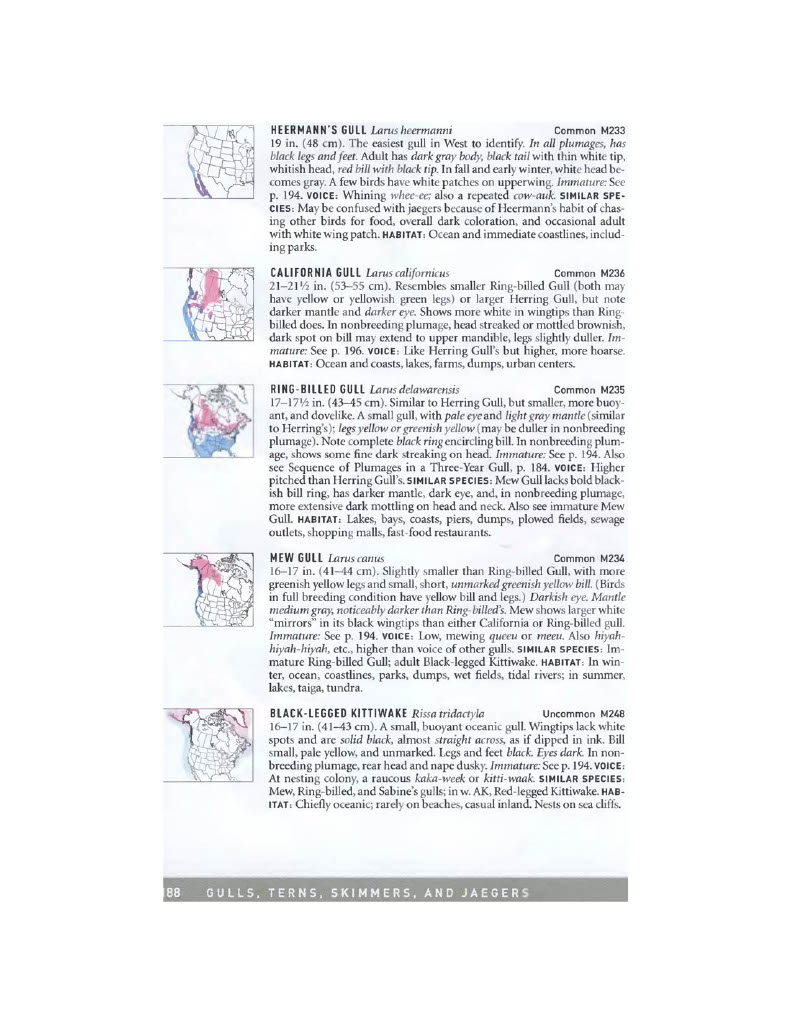 HEERMANN'S GULL Larus heermanni Common M233
19 in. (48 cm). The easiest gull in West to identify. In all plumages, has
black legs and feet. Adult has dark gray body, black tail with thin white tip,
whitish head, red bill with black tip. In fall and early winter, white head be-
comes gray. A few birds have white patches on upperwing. Immature: See
p. 194. VOICE: Whining whee-ee; also a repeated cow-auk. SIMILAR SPE-
CIES: May be confused with jaegers because of Heermann's habit of chas-
ing other birds for food, overall dark coloration, and occasional adult
with white wing patch. HABITAT: Ocean and immediate coastlines, includ-
ing parks.
CALIFORNIA GULL Larus californicus Common M236
21–21½ in. (53–55 cm). Resembles smaller Ring-billed Gull (both may
have yellow or yellowish green legs) or larger Herring Gull, but note
darker mantle and darker eye. Shows more white in wingtips than Ring-
billed does. In nonbreeding plumage, head streaked or mottled brownish,
dark spot on bill may extend to upper mandible, legs slightly duller. Im-
mature: See p. 196. VOICE: Like Herring Gull's but higher, more hoarse.
HABITAT: Ocean and coasts, lakes, farms, dumps, urban centers.
RING-BILLED GULL Larus delawarensis Common M235
17–17½ in. (43–45 cm). Similar to Herring Gull, but smaller, more buoy-
ant, and dovelike. A small gull, with pale eye and light gray mantle (similar
to Herring's); legs yellow or greenish yellow (may be duller in nonbreeding
plumage). Note complete black ring encircling bill. In nonbreeding plum-
age, shows some fine dark streaking on head. Immature: See p. 194. Also
see Sequence of Plumages in a Three-Year Gull, p. 184. VOICE: Higher
pitched than Herring Gull's. SIMILAR SPECIES: Mew Gull lacks bold black-
ish bill ring, has darker mantle, dark eye, and, in nonbreeding plumage,
more extensive dark mottling on head and neck. Also see immature Mew
Gull. HABITAT: Lakes, bays, coasts, piers, dumps, plowed fields, sewage
outlets, shopping malls, fast-food restaurants.
MEW GULL Larus canus Common M234
16–17 in. (41–44 cm). Slightly smaller than Ring-billed Gull, with more
greenish yellow legs and small, short, unmarked greenish yellow bill. (Birds
in full breeding condition have yellow bill and legs.) Darkish eye. Mantle
medium gray, noticeably darker than Ring-billed's. Mew shows larger white
"mirrors" in its black wingtips than either California or Ring-billed gull.
Immature: See p. 194. VOICE: Low, mewing queeu or meeu. Also hiyah-
hiyah-hiyah, etc., higher than voice of other gulls. SIMILAR SPECIES: Im-
mature Ring-billed Gull; adult Black-legged Kittiwake. HABITAT: In win-
ter, ocean, coastlines, parks, dumps, wet fields, tidal rivers; in summer,
lakes, taiga, tundra.
BLACK-LEGGED KITTIWAKE Rissa tridactyla Uncommon M248
16–17 in. (41–43 cm). A small, buoyant oceanic gull. Wingtips lack white
spots and are solid black, almost straight across, as if dipped in ink. Bill
small, pale yellow, and unmarked. Legs and feet black. Eyes dark. In non-
breeding plumage, rear head and nape dusky. Immature: See p. 194. VOICE:
At nesting colony, a raucous kaka-week or kitti-waak. SIMILAR SPECIES:
Mew, Ring-billed, and Sabine's gulls; in w. AK, Red-legged Kittiwake. HAB-
ITAT: Chiefly oceanic; rarely on beaches, casual inland. Nests on sea cliffs.
188 GULLS, TERNS, SKIMMERS, AND JAEGERS